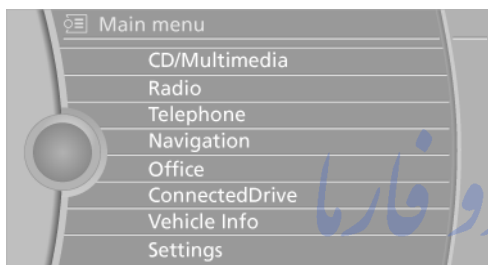 Main menu
CD/Multimedia
Radio
Telephone
Navigation
Office
ConnectedDrive
Vehicle Info
Settings